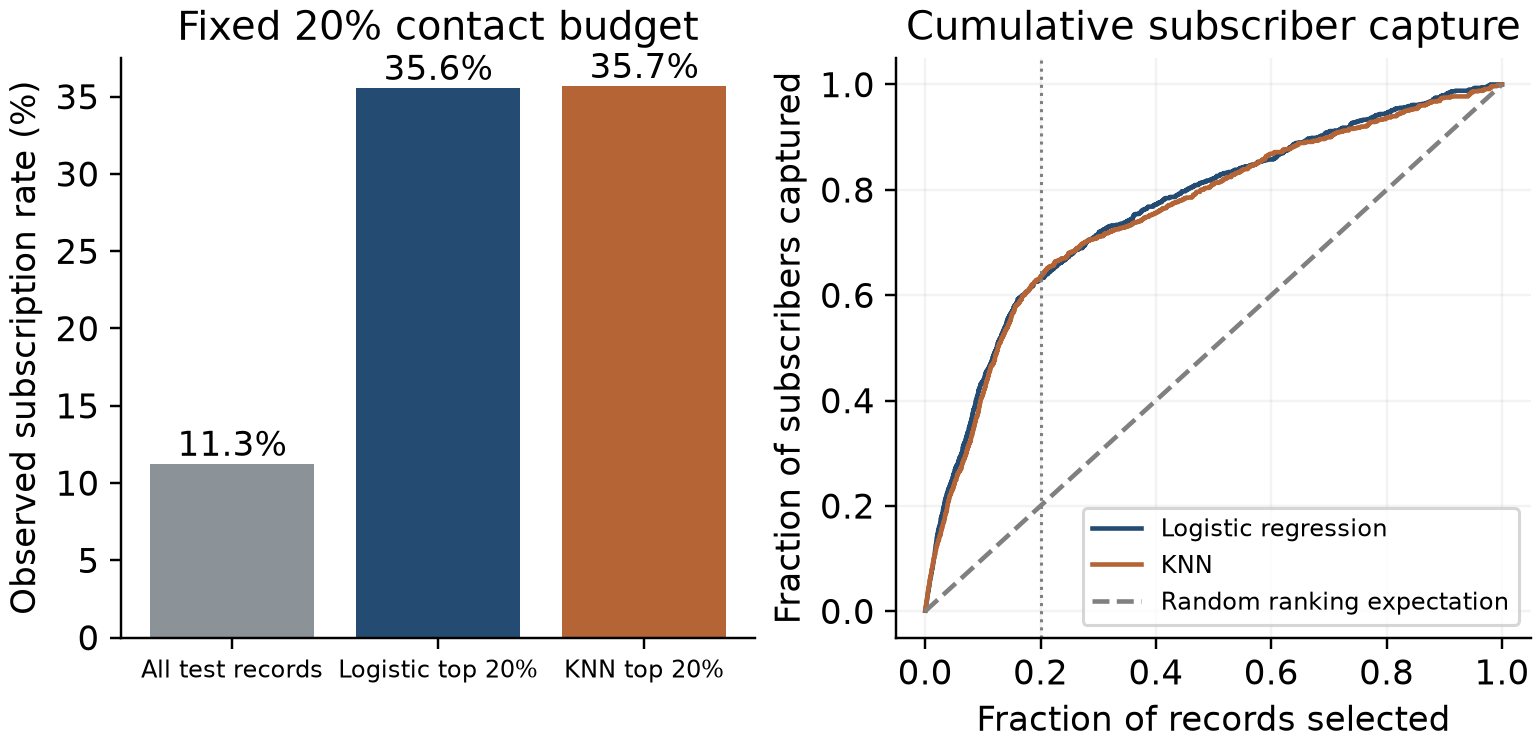 Fixed 20% contact budget
Observed subscription rate (%)
35
30
25
20
15
10
5
0
11.3%
35.6%
35.7%
All test records
Logistic top 20%
KNN top 20%
Cumulative subscriber capture
Fraction of subscribers captured
1.0
0.8
0.6
0.4
0.2
0.0
Logistic regression
KNN
Random ranking expectation
0.0
0.2
0.4
0.6
0.8
1.0
Fraction of records selected